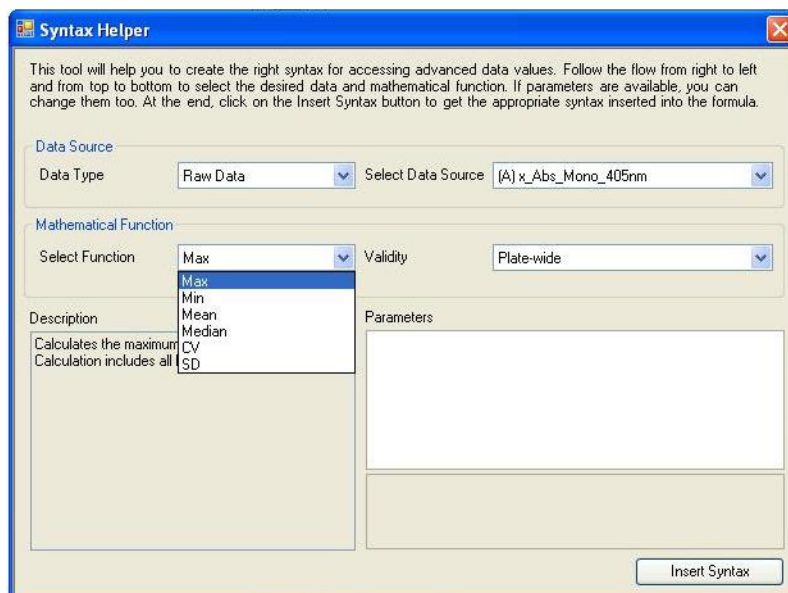 Syntax Helper
This tool will help you to create the right syntax for accessing advanced data values. Follow the flow from right to left
and from top to bottom to select the desired data and mathematical function. If parameters are available, you can
change them too. At the end, click on the Insert Syntax button to get the appropriate syntax inserted into the formula.
Data Source
Data Type Raw Data Select Data Source (A) x_Abs_Mono_405nm
Mathematical Function
Select Function Max Validity Plate-wide
Max
Min
Mean
Median
CV
SD
Description Parameters
Calculates the maximum
Calculation includes all
Insert Syntax